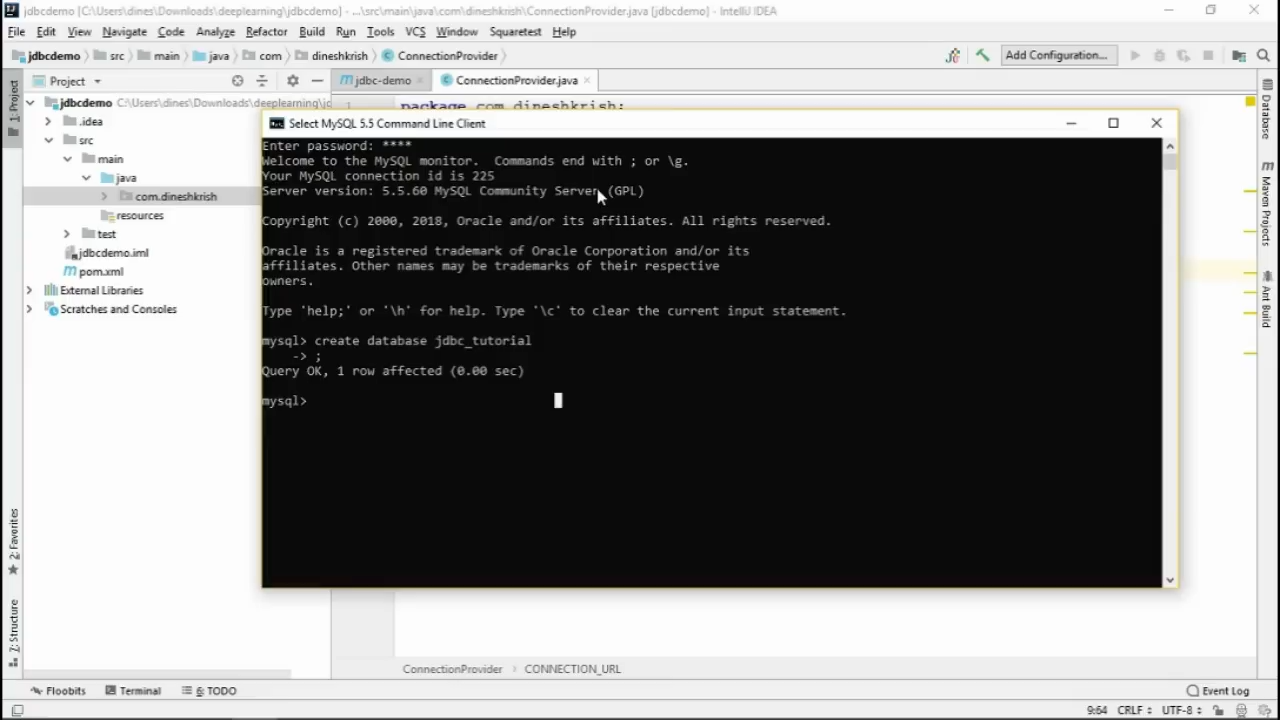 jdbcdemo [C:\Users\dines\Downloads\deeplearning\jdbcdemo] - ...\src\main\java\com\dineshkrish\ConnectionProvider.java [jdbcdemo] - IntelliJ IDEA
File Edit View Navigate Code Analyze Refactor Build Run Tools VCS Window Squaretest Help
jdbcdemo src main java com dineshkrish ConnectionProvider Add Configuration...
Project jdbc-demo ConnectionProvider.java
1: Project
jdbcdemo C:\Users\dines\Downloads\deeplearning\jd
1 package com.dineshkrish;
.idea
src
main
java
com.dineshkrish
resources
test
jdbcdemo.iml
pom.xml
External Libraries
Scratches and Consoles
Select MySQL 5.5 Command Line Client
Enter password: ****
Welcome to the MySQL monitor.  Commands end with ; or \g.
Your MySQL connection id is 225
Server version: 5.5.60 MySQL Community Server (GPL)
Copyright (c) 2000, 2018, Oracle and/or its affiliates. All rights reserved.
Oracle is a registered trademark of Oracle Corporation and/or its
affiliates. Other names may be trademarks of their respective
owners.
Type 'help;' or '\h' for help. Type '\c' to clear the current input statement.
mysql> create database jdbc_tutorial
-> ;
Query OK, 1 row affected (0.00 sec)
mysql>
Database
Maven Projects
Ant Build
2: Favorites
7: Structure
ConnectionProvider CONNECTION_URL
Floobits Terminal 6: TODO Event Log
9:64 CRLF UTF-8